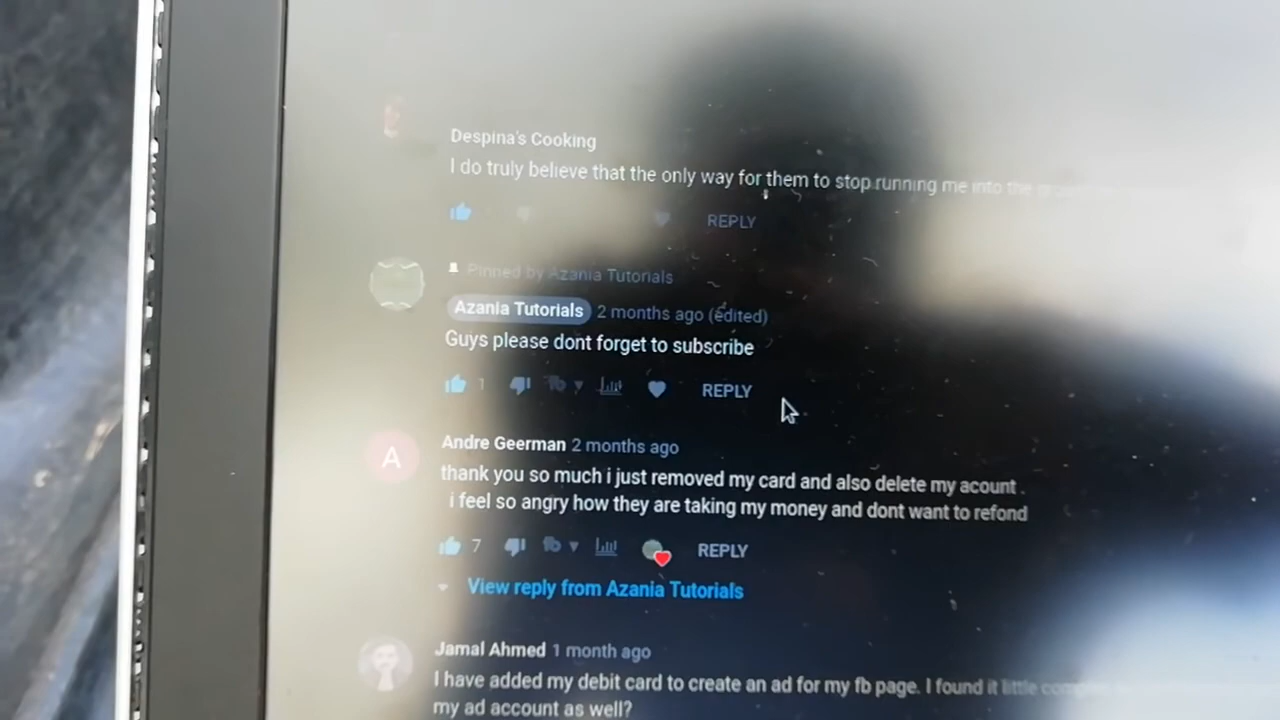 Despina's Cooking
I do truly believe that the only way for them to stop running me into the
REPLY
Pinned by Azania Tutorials
Azania Tutorials 2 months ago (edited)
Guys please dont forget to subscribe
1 REPLY
A
Andre Geerman 2 months ago
thank you so much i just removed my card and also delete my acount .
i feel so angry how they are taking my money and dont want to refond
7 REPLY
View reply from Azania Tutorials
Jamal Ahmed 1 month ago
I have added my debit card to create an ad for my fb page. I found it little
my ad account as well?